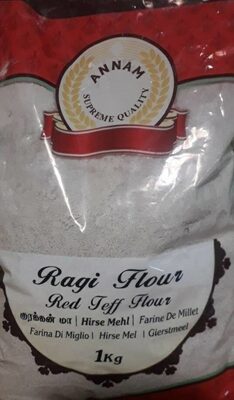 ANNAM
SUPREME QUALITY
Ragi Flour
Red Teff Flour
குரக்கன் மா | Hirse Mehl | Farine De Millet
Farina Di Miglio | Hirse Mel | Gierstmeel
1Kg